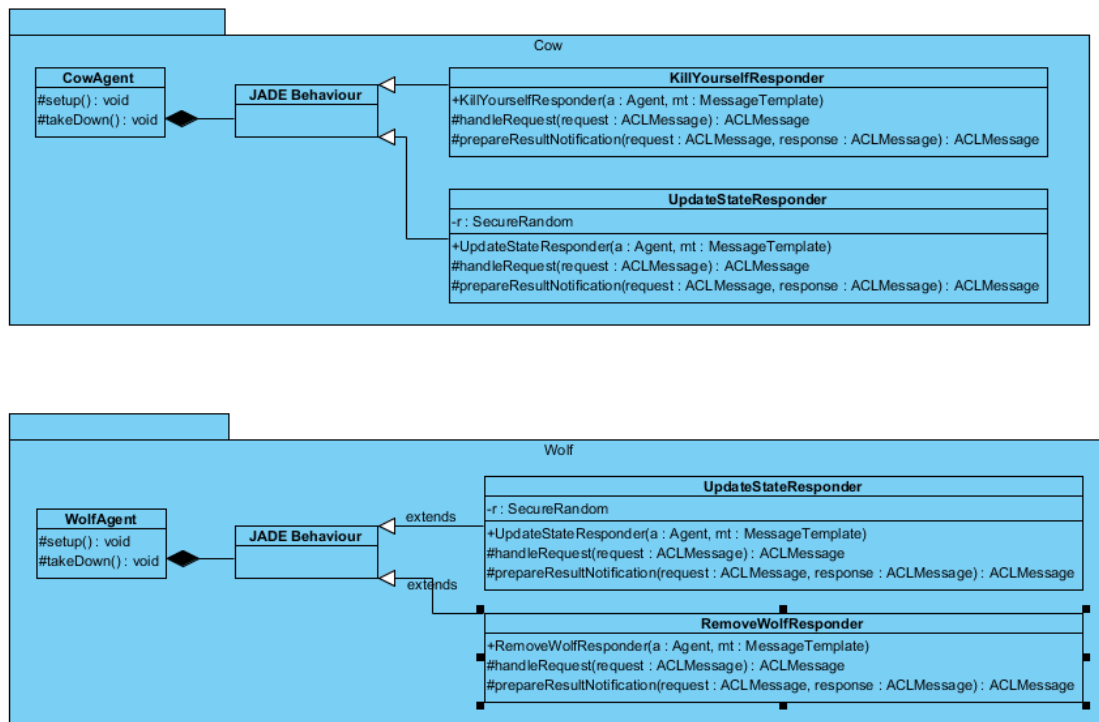 Cow
CowAgent
#setup() : void
#takeDown() : void
JADE Behaviour
KillYourselfResponder
+KillYourselfResponder(a : Agent, mt : MessageTemplate)
#handleRequest(request : ACLMessage) : ACLMessage
#prepareResultNotification(request : ACLMessage, response : ACLMessage) : ACLMessage
UpdateStateResponder
-r : SecureRandom
+UpdateStateResponder(a : Agent, mt : MessageTemplate)
#handleRequest(request : ACLMessage) : ACLMessage
#prepareResultNotification(request : ACLMessage, response : ACLMessage) : ACLMessage
Wolf
WolfAgent
#setup() : void
#takeDown() : void
JADE Behaviour
extends
extends
UpdateStateResponder
-r : SecureRandom
+UpdateStateResponder(a : Agent, mt : MessageTemplate)
#handleRequest(request : ACLMessage) : ACLMessage
#prepareResultNotification(request : ACLMessage, response : ACLMessage) : ACLMessage
RemoveWolfResponder
+RemoveWolfResponder(a : Agent, mt : MessageTemplate)
#handleRequest(request : ACLMessage) : ACLMessage
#prepareResultNotification(request : ACLMessage, response : ACLMessage) : ACLMessage